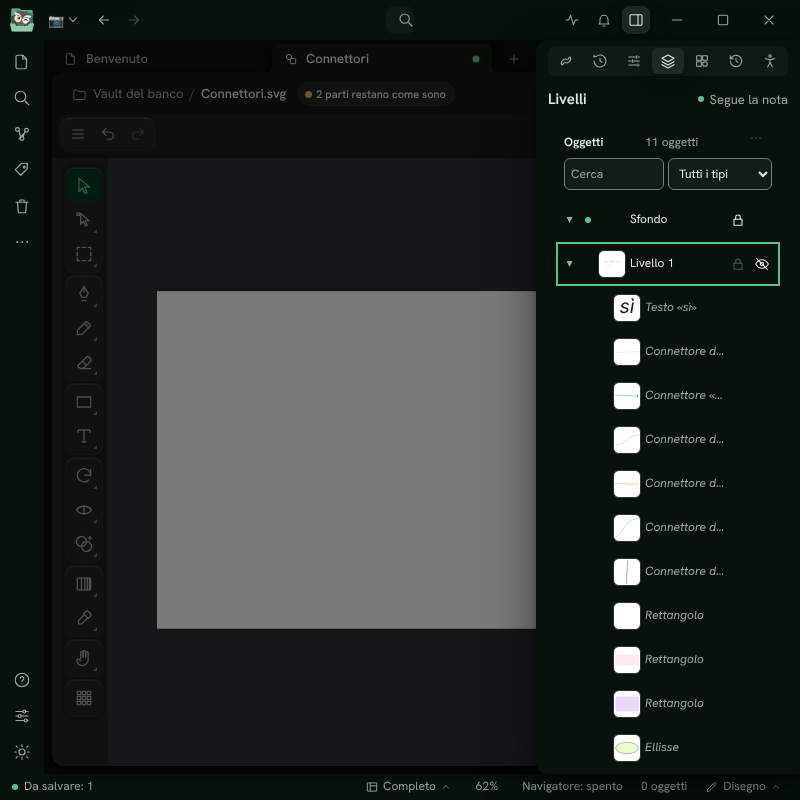 Benvenuto
Connettori
Vault del banco / Connettori.svg
2 parti restano come sono
Livelli
Segue la nota
Oggetti
11 oggetti
Cerca
Tutti i tipi
Sfondo
Livello 1
sì
Testo «sì»
Connettore d...
Connettore «...
Connettore d...
Connettore d...
Connettore d...
Connettore d...
Rettangolo
Rettangolo
Rettangolo
Ellisse
Da salvare: 1
Completo
62%
Navigatore: spento
0 oggetti
Disegno